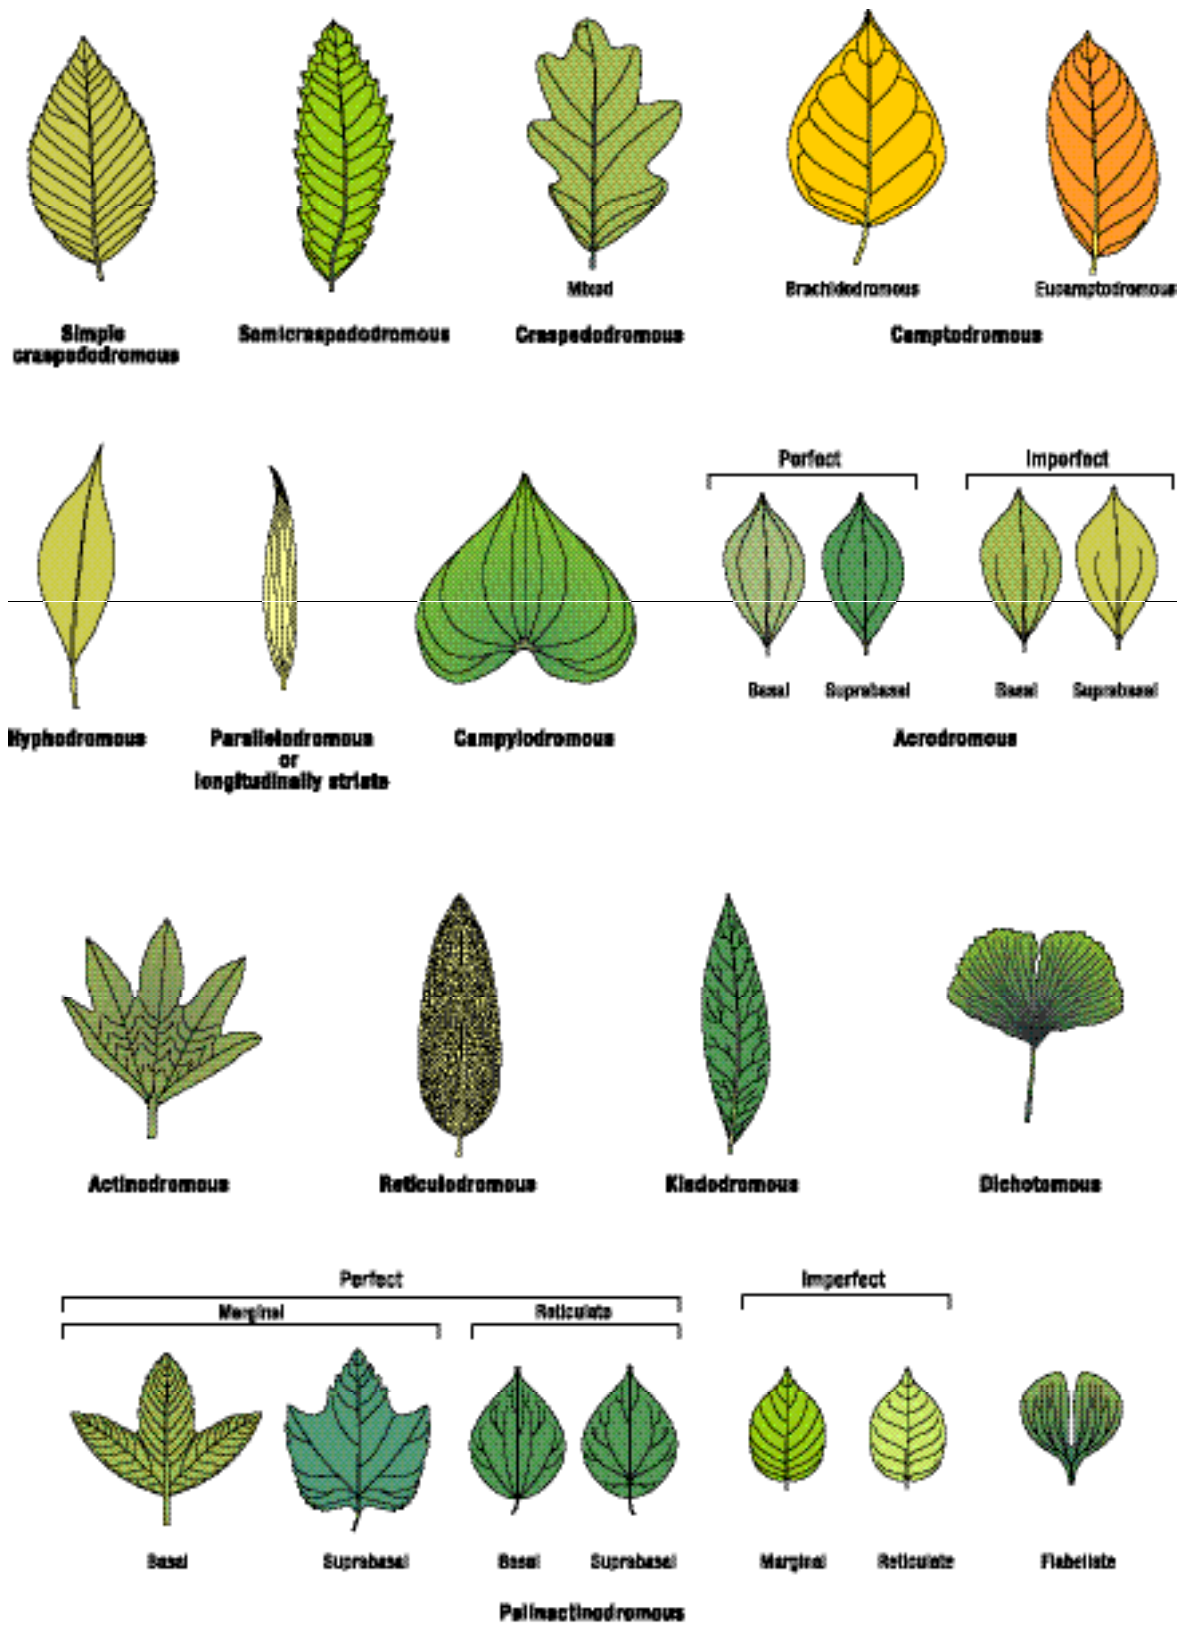 Mixed
Brachidodromous
Eucamptodromous
Simple
craspedodromous
Semicraspedodromous
Craspedodromous
Camptodromous
Perfect
Imperfect
Basal
Suprabasal
Basal
Suprabasal
Hyphodromous
Parallelodromous
or
longitudinally striate
Campylodromous
Acrodromous
Actinodromous
Reticulodromous
Kladodromous
Dichotomous
Perfect
Imperfect
Marginal
Reticulate
Basal
Suprabasal
Basal
Suprabasal
Marginal
Reticulate
Flabellate
Palinactinodromous